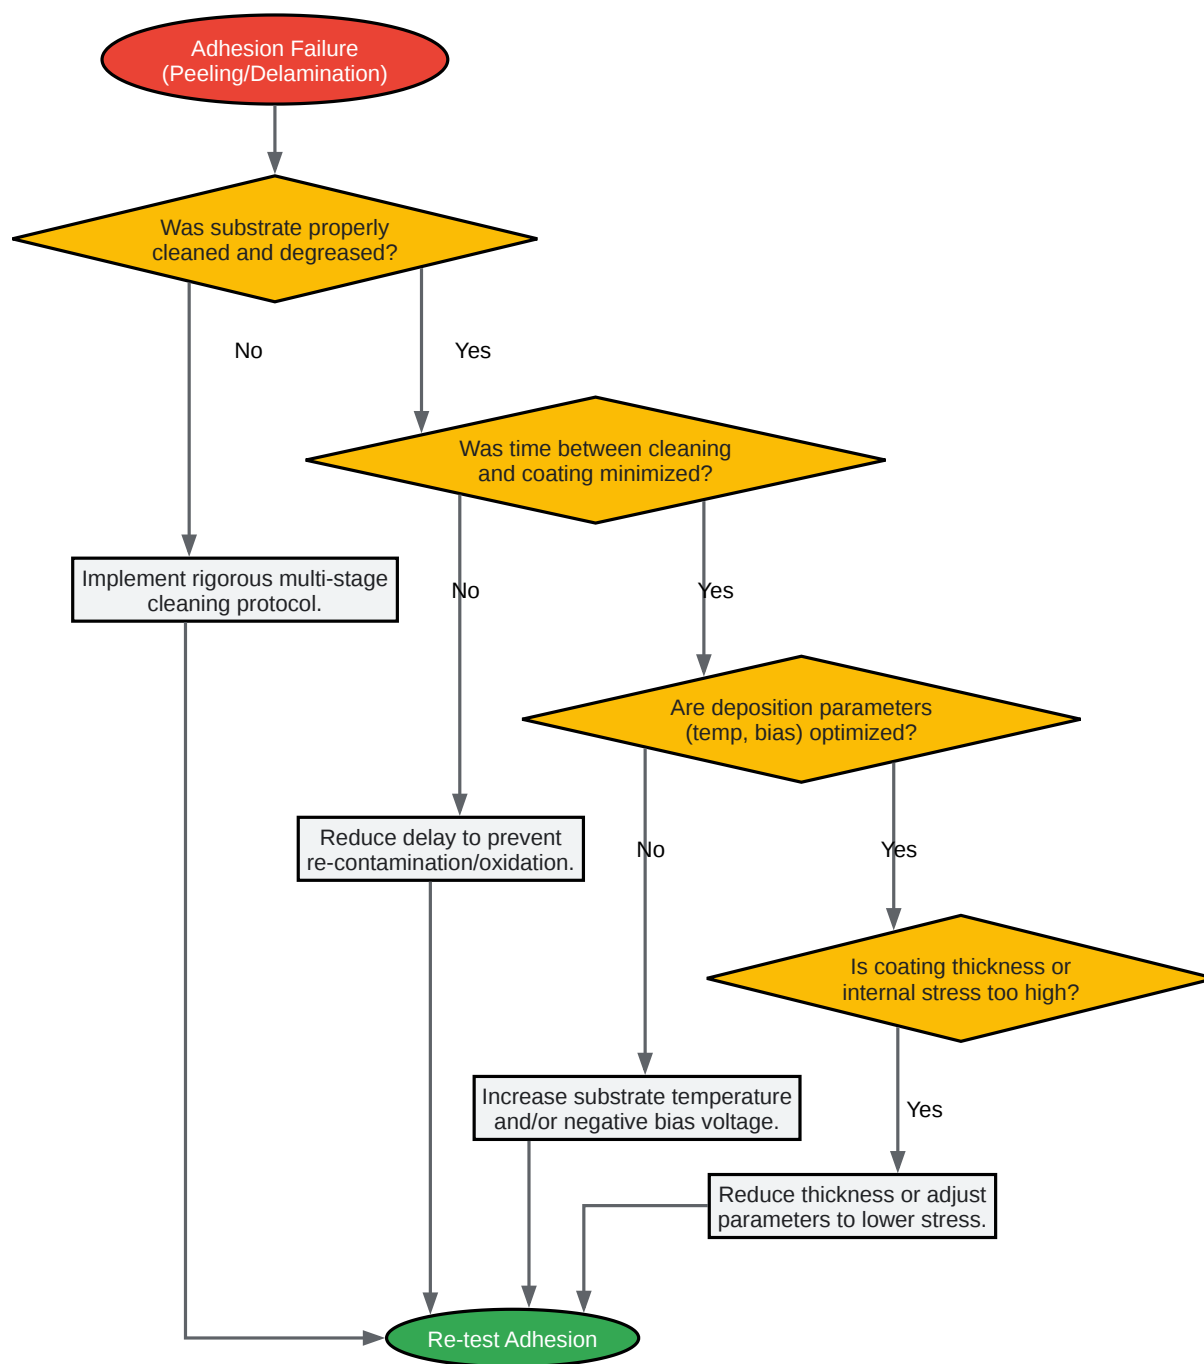 Adhesion Failure
(Peeling/Delamination)
Was substrate properly
cleaned and degreased?
No
Yes
Was time between cleaning
and coating minimized?
Implement rigorous multi-stage
cleaning protocol.
No
Yes
Are deposition parameters
(temp, bias) optimized?
Reduce delay to prevent
re-contamination/oxidation.
No
Yes
Is coating thickness or
internal stress too high?
Increase substrate temperature
and/or negative bias voltage.
Yes
Reduce thickness or adjust
parameters to lower stress.
Re-test Adhesion